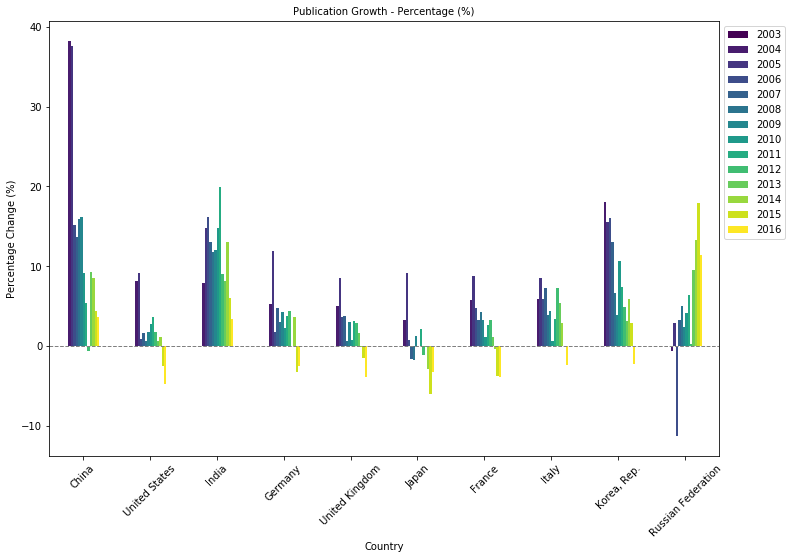 Publication Growth - Percentage (%)
40
30
20
10
0
−10
Percentage Change (%)
China
United States
India
Germany
United Kingdom
Japan
France
Italy
Korea, Rep.
Russian Federation
Country
2003
2004
2005
2006
2007
2008
2009
2010
2011
2012
2013
2014
2015
2016